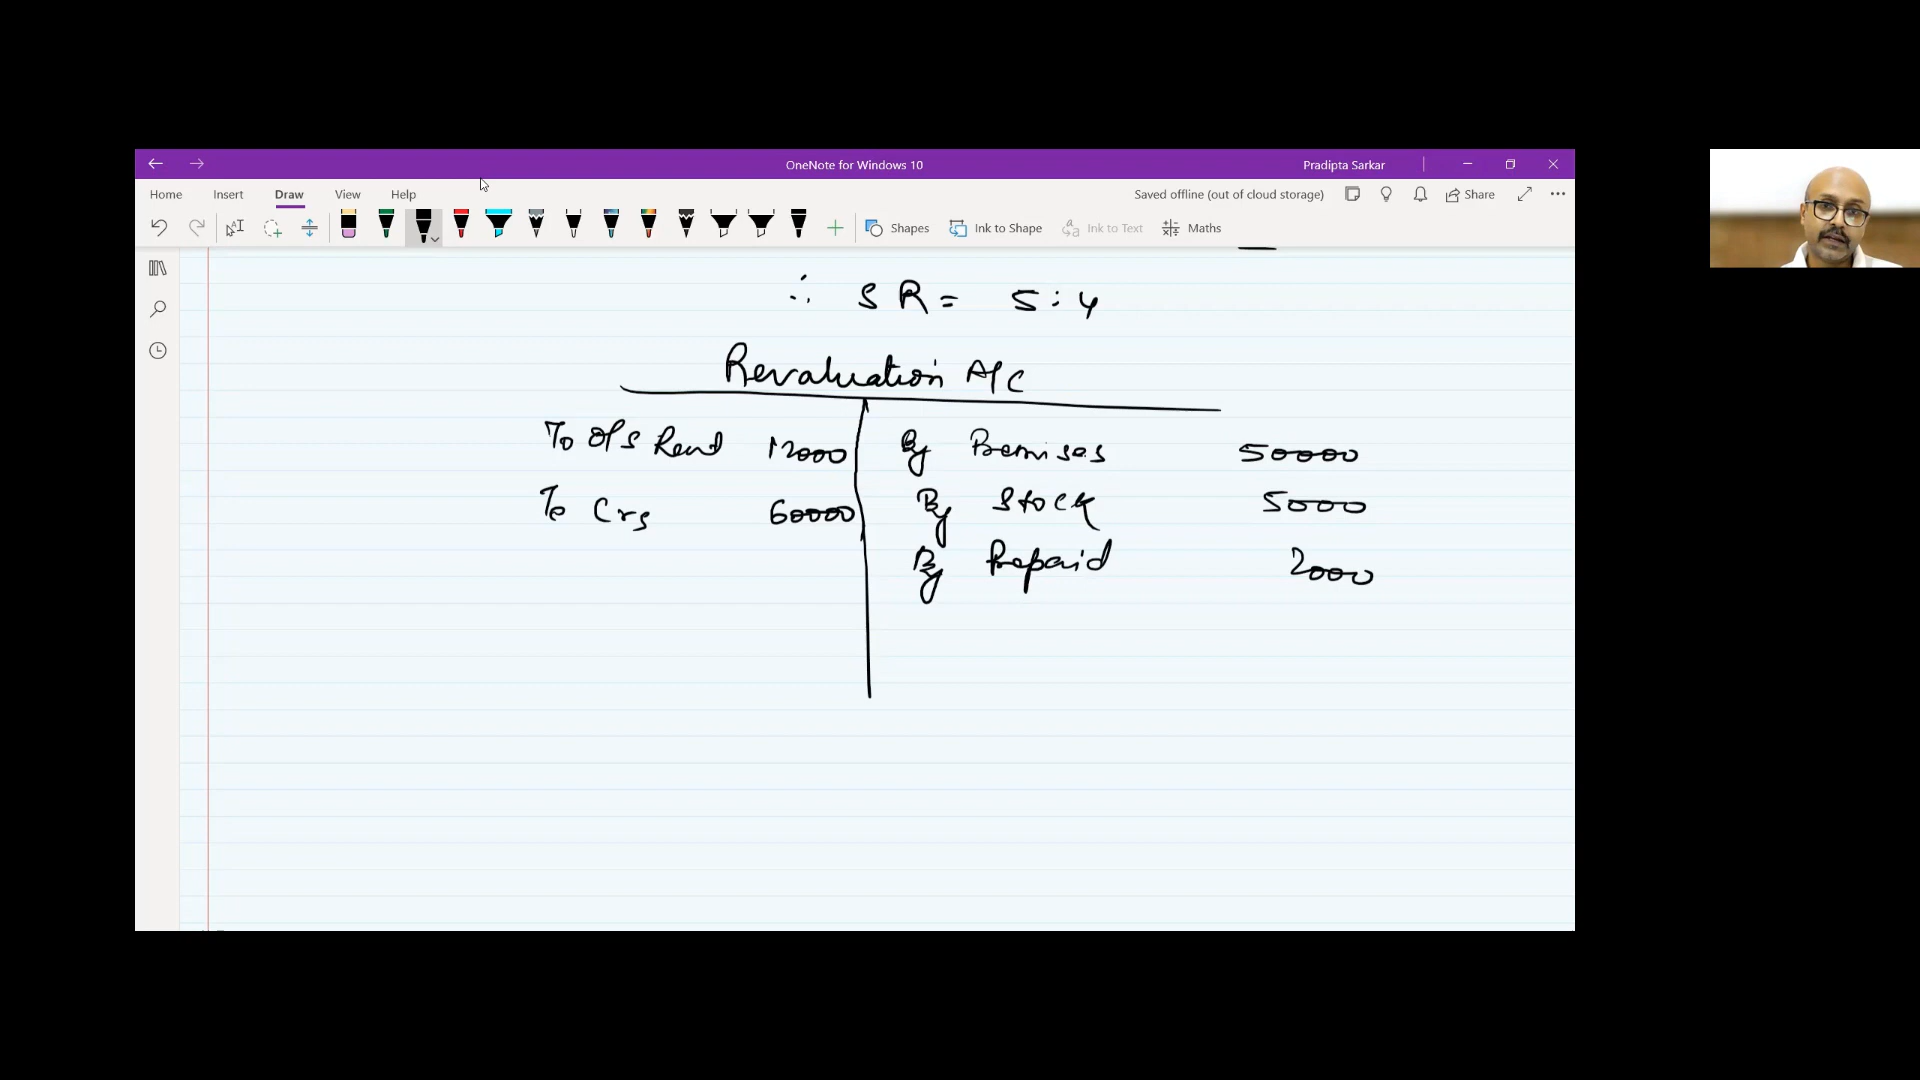 OneNote for Windows 10
Pradipta Sarkar
Home Insert Draw View Help
Saved offline (out of cloud storage)
Share
Shapes
Ink to Shape
Ink to Text
Maths
∴ SR = 5:4
Revaluation A/C
To O/S Rent 12000 By Premises 50000
To Crs 60000 By Stock 5000
By Prepaid 2000